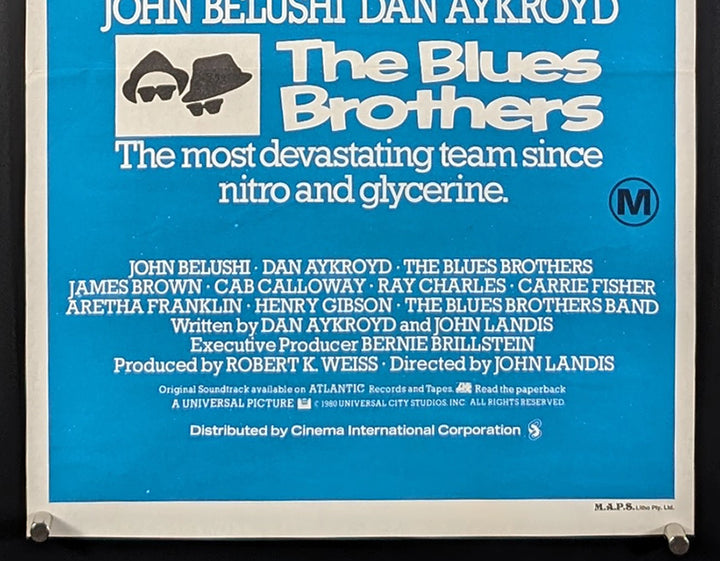 JOHN BELUSHI DAN AYKROYD
The Blues
Brothers
The most devastating team since
nitro and glycerine.
M
JOHN BELUSHI · DAN AYKROYD · THE BLUES BROTHERS
JAMES BROWN · CAB CALLOWAY · RAY CHARLES · CARRIE FISHER
ARETHA FRANKLIN · HENRY GIBSON · THE BLUES BROTHERS BAND
Written by DAN AYKROYD and JOHN LANDIS
Executive Producer BERNIE BRILLSTEIN
Produced by ROBERT K. WEISS · Directed by JOHN LANDIS
Original Soundtrack available on ATLANTIC Records and Tapes. Read the paperback
A UNIVERSAL PICTURE © 1980 UNIVERSAL CITY STUDIOS. INC. ALL RIGHTS RESERVED.
Distributed by Cinema International Corporation
M.A.P.S. Litho Pty. Ltd.